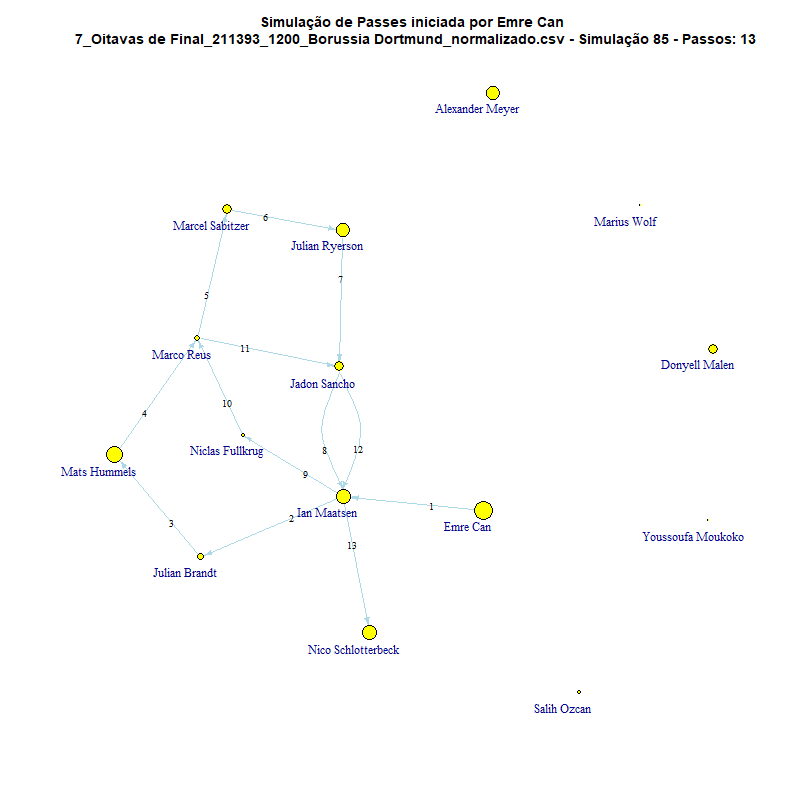 Simulação de Passes iniciada por Emre Can
7_Oitavas de Final_211393_1200_Borussia Dortmund_normalizado.csv - Simulação 85 - Passos: 13
Alexander Meyer
Marius Wolf
Marcel Sabitzer
6
Julian Ryerson
7
5
Marco Reus
11
Donyell Malen
Jadon Sancho
10
4
Niclas Fullkrug
8
12
Mats Hummels
9
Ian Maatsen
1
2
3
Emre Can
Youssoufa Moukoko
13
Julian Brandt
Nico Schlotterbeck
Salih Ozcan